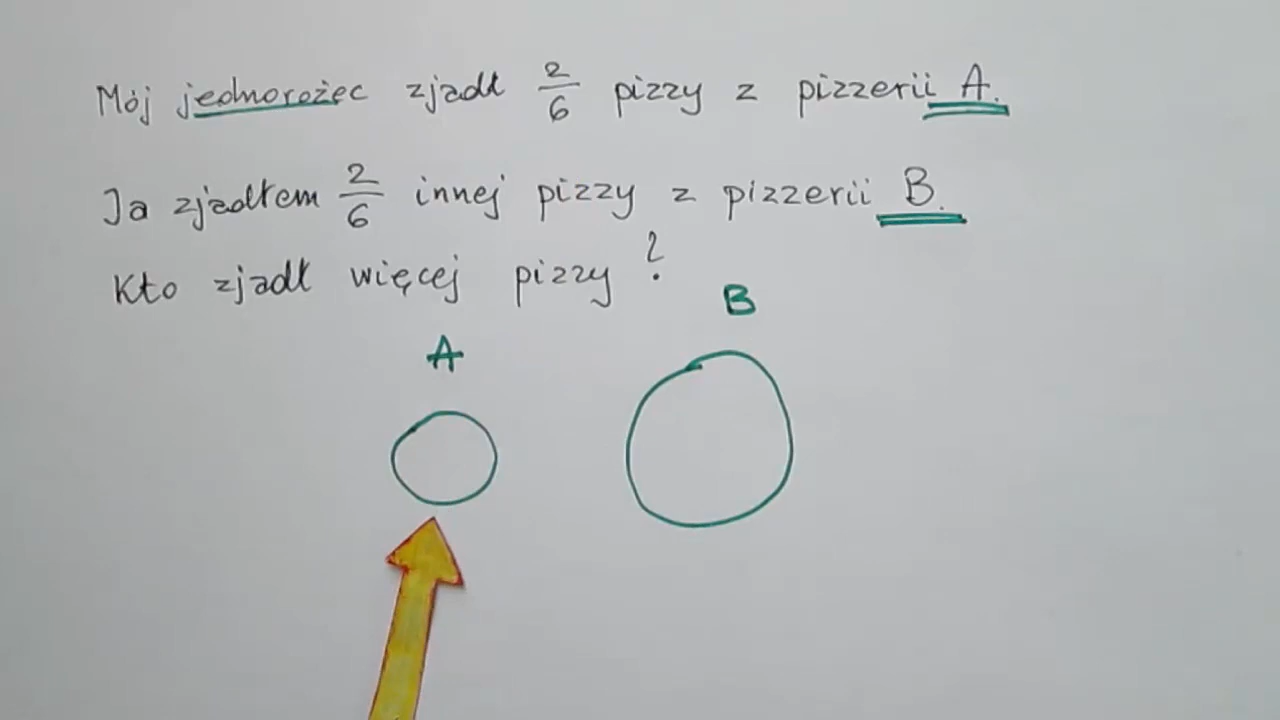 Mój jednorożec zjadł 2/6 pizzy z pizzerii A.
Ja zjadłem 2/6 innej pizzy z pizzerii B.
Kto zjadł więcej pizzy?
A
B